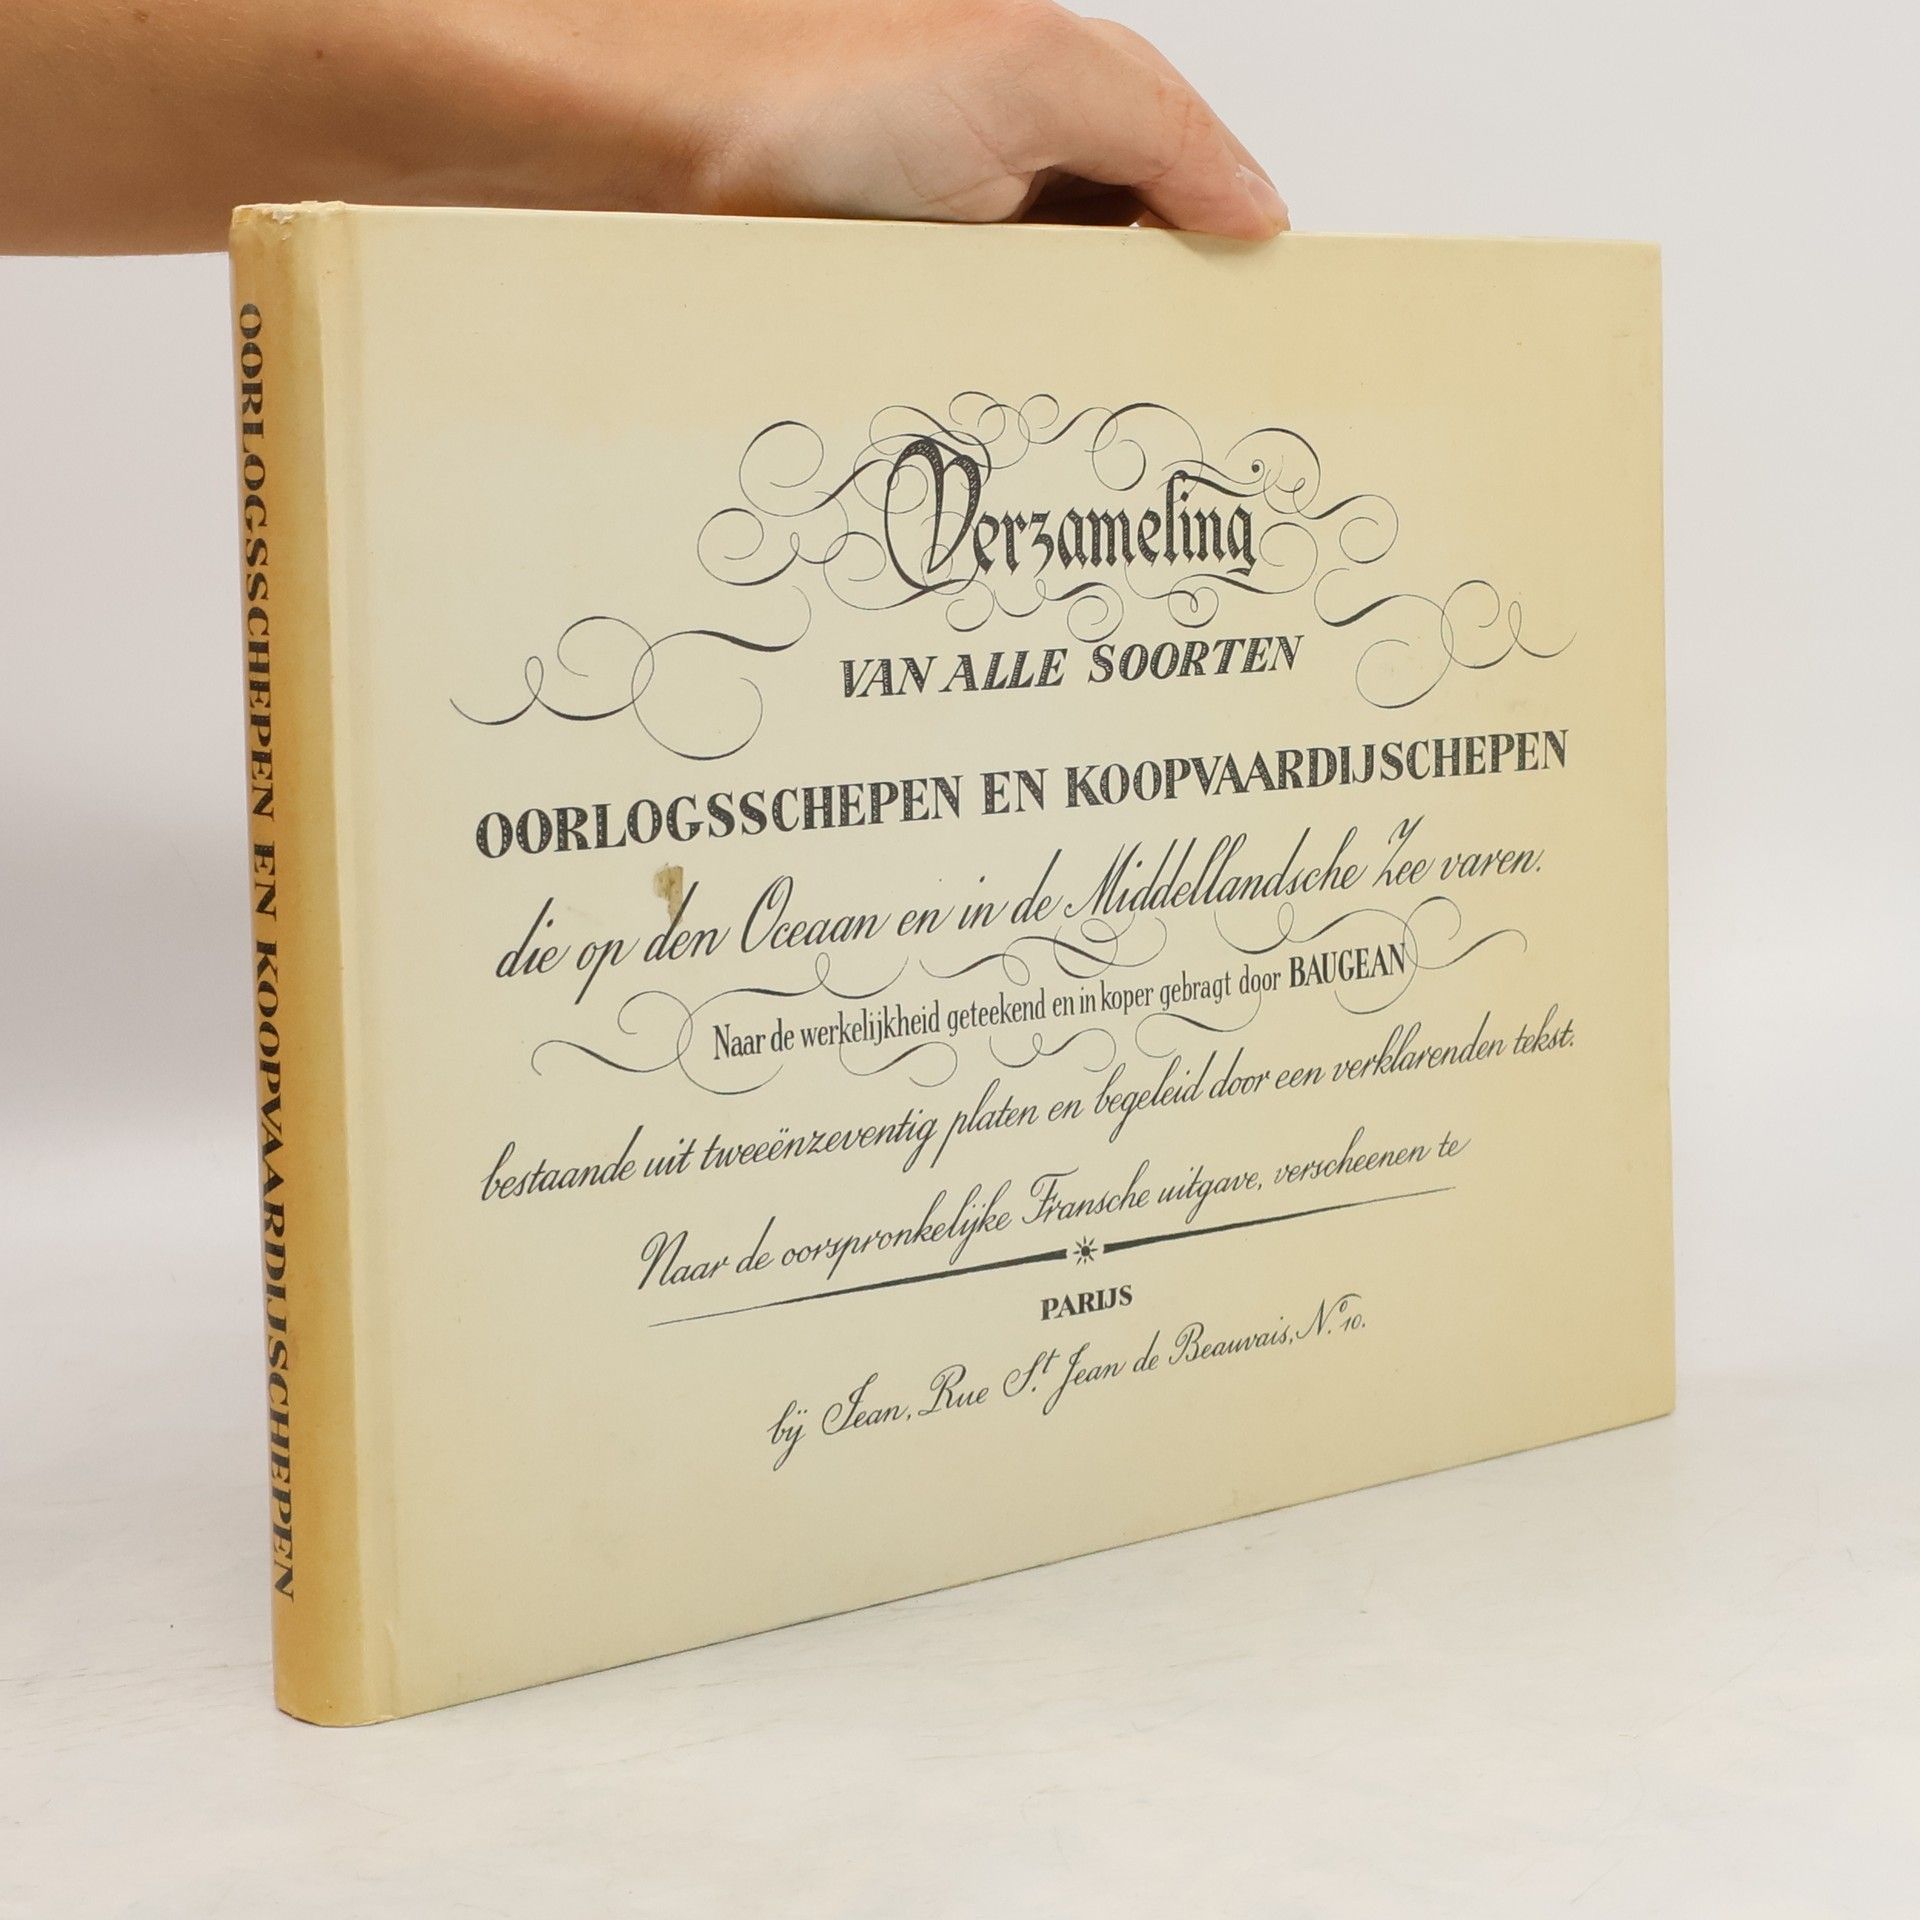 OORLOGSSCHEPEN EN KOOPVAARDIJSCHEPEN
Verzameling
VAN ALLE SOORTEN
OORLOGSSCHEPEN EN KOOPVAARDIJSCHEPEN
die op den Oceaan en in de Middellandsche Zee varen.
Naar de werkelijkheid geteekend en in koper gebragt door BAUGEAN
bestaande uit tweeënzeventig platen en begeleid door een verklarenden tekst.
Naar de oorspronkelijke Fransche uitgave, verscheenen te
PARIJS
bij Jean, Rue St. Jean de Beauvais, No. 10.